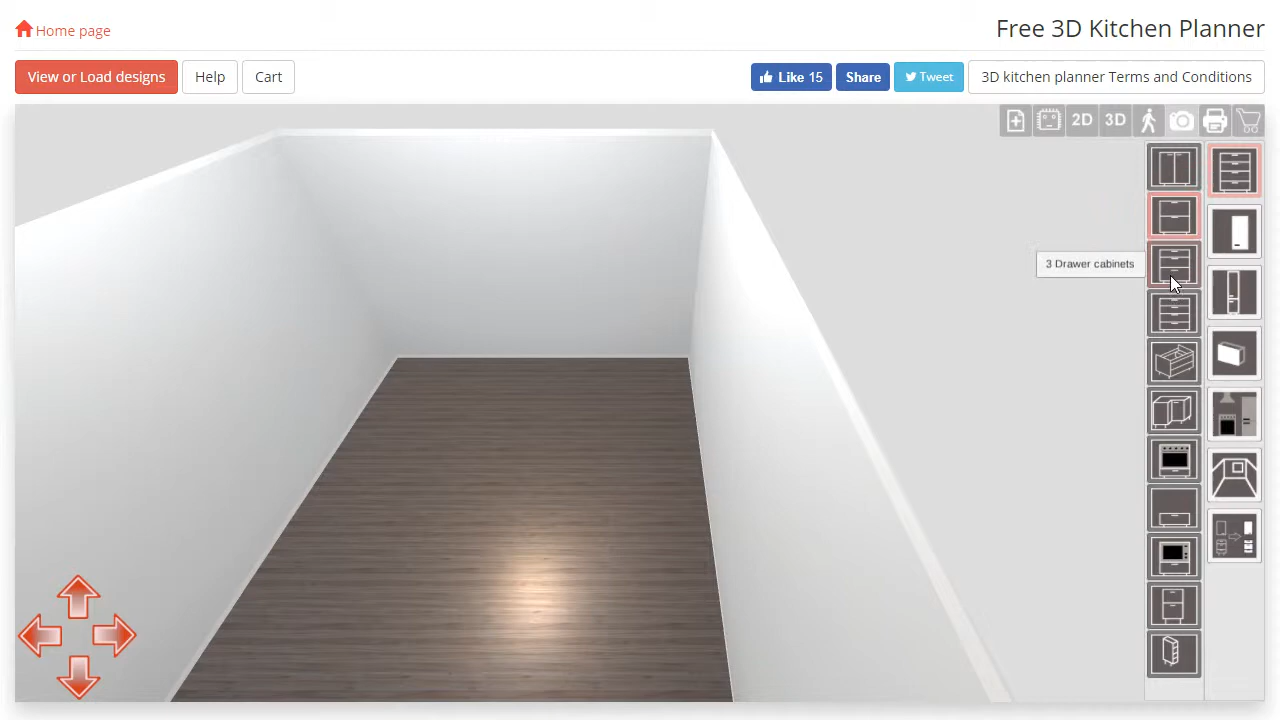 Home page
Free 3D Kitchen Planner
View or Load designs
Help
Cart
Like 15
Share
Tweet
3D kitchen planner Terms and Conditions
2D
3D
3 Drawer cabinets